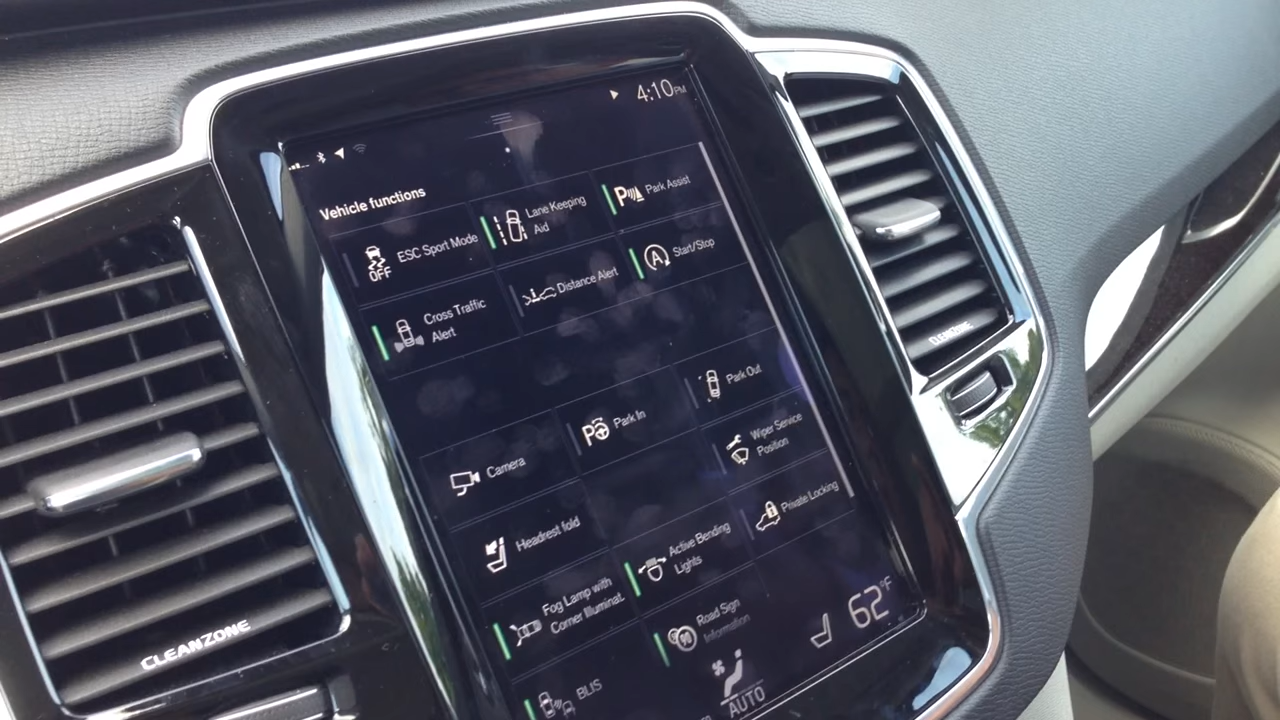 4:10PM
Vehicle functions
OFF
ESC Sport Mode
Lane Keeping
Aid
P
Park Assist
Cross Traffic
Alert
Distance Alert
A
Start/Stop
Camera
P
Park In
Park Out
Headrest fold
Wiper Service
Position
Fog Lamp with
Corner Illuminat.
Active Bending
Lights
Private Locking
BLIS
Road Sign
Information
AUTO
62°F
CLEANZONE
CLEANZONE